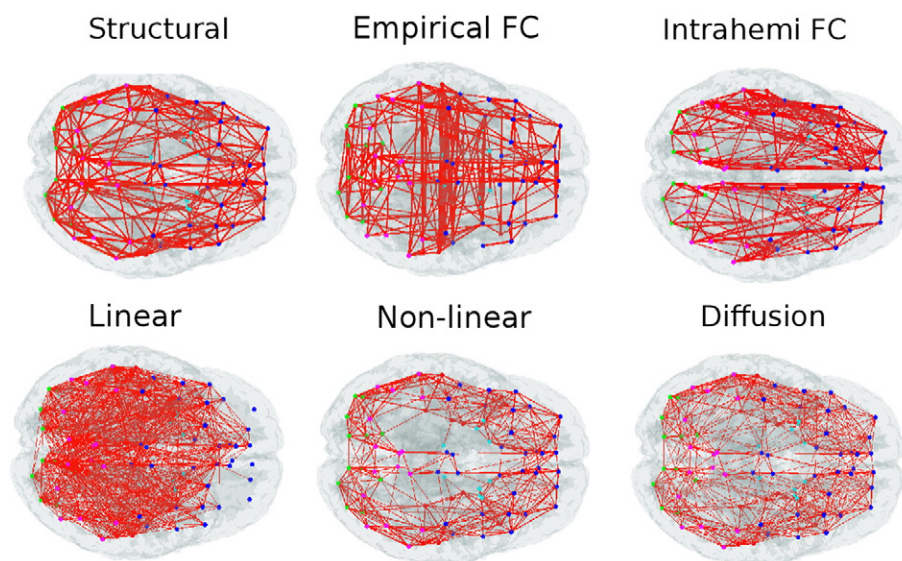 Structural
Empirical FC
Intrahemi FC
Linear
Non-linear
Diffusion